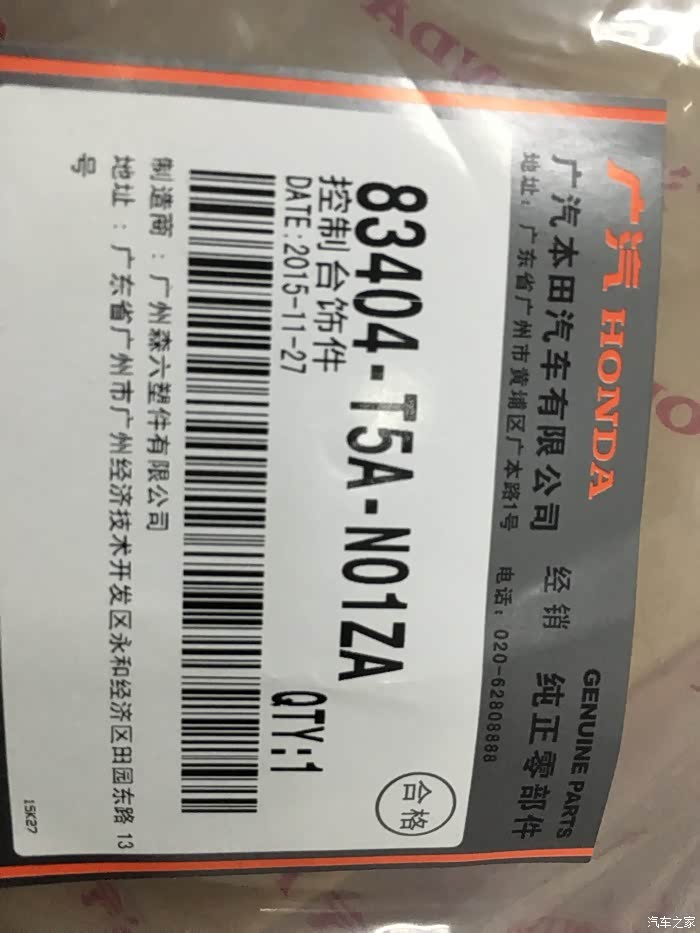 广汽 HONDA
GENUINE PARTS
广汽本田汽车有限公司 经销 纯正零部件
地址：广东省广州市黄埔区广本路1号 电话：020-62808888
83404-T5A-N01ZA
控制台饰件
合格
DATE:2015-11-27
QTY:1
制造商：广州森六塑件有限公司
地址：广东省广州市广州经济技术开发区永和经济区田园东路 13
号
15K27
汽车之家